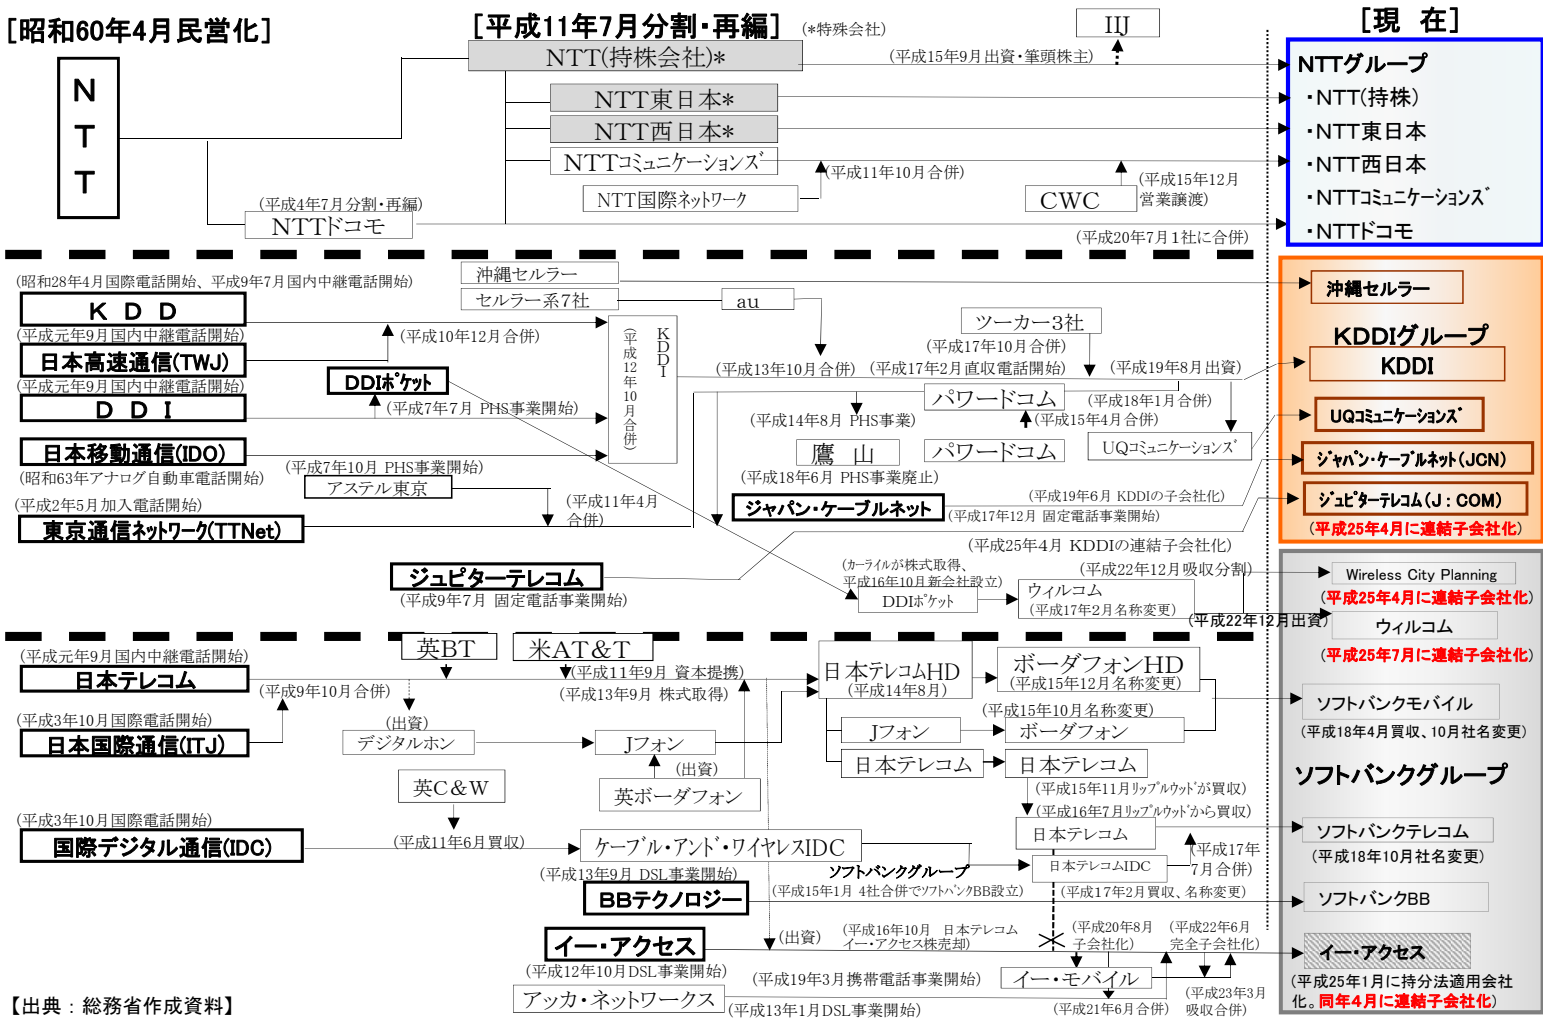 [昭和60年4月民営化]
[平成11年7月分割・再編]
(*特殊会社)
IIJ
[現 在]
NTT
NTT(持株会社)*
(平成15年9月出資・筆頭株主)
NTT東日本*
NTT西日本*
NTTコミュニケーションズ
(平成11年10月合併)
NTT国際ネットワーク
CWC
(平成15年12月
営業譲渡)
(平成4年7月分割・再編)
NTTドコモ
(平成20年7月1社に合併)
NTTグループ
・NTT(持株)
・NTT東日本
・NTT西日本
・NTTコミュニケーションズ
・NTTドコモ
(昭和28年4月国際電話開始、平成9年7月国内中継電話開始)
沖縄セルラー
セルラー系7社
au
KDD
(平成元年9月国内中継電話開始)
(平成10年12月合併)
日本高速通信(TWJ)
(平成元年9月国内中継電話開始)
DDIポケット
DDI
(平成7年7月 PHS事業開始)
日本移動通信(IDO)
(昭和63年アナログ自動車電話開始)
(平成7年10月 PHS事業開始)
アステル東京
(平成2年5月加入電話開始)
東京通信ネットワーク(TTNet)
(平成11年4月
合併)
KDDI
(平成12年10月合併)
ツーカー3社
(平成17年10月合併)
(平成13年10月合併)
(平成17年2月直収電話開始)
(平成19年8月出資)
パワードコム
(平成18年1月合併)
(平成14年8月 PHS事業)
(平成15年4月合併)
鷹山
パワードコム
UQコミュニケーションズ
(平成18年6月 PHS事業廃止)
ジャパン・ケーブルネット
(平成19年6月 KDDIの子会社化)
(平成17年12月 固定電話事業開始)
(平成25年4月 KDDIの連結子会社化)
ジュピターテレコム
(平成9年7月 固定電話事業開始)
(カーライルが株式取得、
平成16年10月新会社設立)
DDIポケット
ウィルコム
(平成17年2月名称変更)
(平成22年12月吸収分割)
(平成22年12月出資)
沖縄セルラー
KDDIグループ
KDDI
UQコミュニケーションズ
ジャパン・ケーブルネット(JCN)
ジュピターテレコム(J:COM)
(平成25年4月に連結子会社化)
Wireless City Planning
(平成25年4月に連結子会社化)
ウィルコム
(平成25年7月に連結子会社化)
英BT
米AT&T
(平成元年9月国内中継電話開始)
日本テレコム
(平成9年10月合併)
(平成11年9月 資本提携)
(平成13年9月 株式取得)
(平成3年10月国際電話開始)
日本国際通信(ITJ)
(出資)
デジタルホン
Jフォン
(出資)
英ボーダフォン
英C&W
(平成3年10月国際電話開始)
国際デジタル通信(IDC)
(平成11年6月買収)
ケーブル・アンド・ワイヤレスIDC
日本テレコムHD
(平成14年8月)
ボーダフォンHD
(平成15年12月名称変更)
(平成15年10月名称変更)
Jフォン
ボーダフォン
日本テレコム
日本テレコム
(平成15年11月リップルウッドが買収)
(平成16年7月リップルウッドから買収)
日本テレコム
日本テレコムIDC
(平成17年
7月合併)
(平成13年9月 DSL事業開始)
ソフトバンクグループ
BBテクノロジー
(平成15年1月 4社合併でソフトバンクBB設立)
(平成17年2月買収、名称変更)
イー・アクセス
(平成12年10月DSL事業開始)
(出資)
(平成16年10月 日本テレコム
イー・アクセス株売却)
(平成20年8月
子会社化)
(平成22年6月
完全子会社化)
(平成19年3月携帯電話事業開始)
イー・モバイル
アッカ・ネットワークス
(平成13年1月DSL事業開始)
(平成21年6月合併)
(平成23年3月
吸収合併)
ソフトバンクモバイル
(平成18年4月買収、10月社名変更)
ソフトバンクグループ
ソフトバンクテレコム
(平成18年10月社名変更)
ソフトバンクBB
イー・アクセス
(平成25年1月に持分法適用会社
化。同年4月に連結子会社化)
【出典:総務省作成資料】